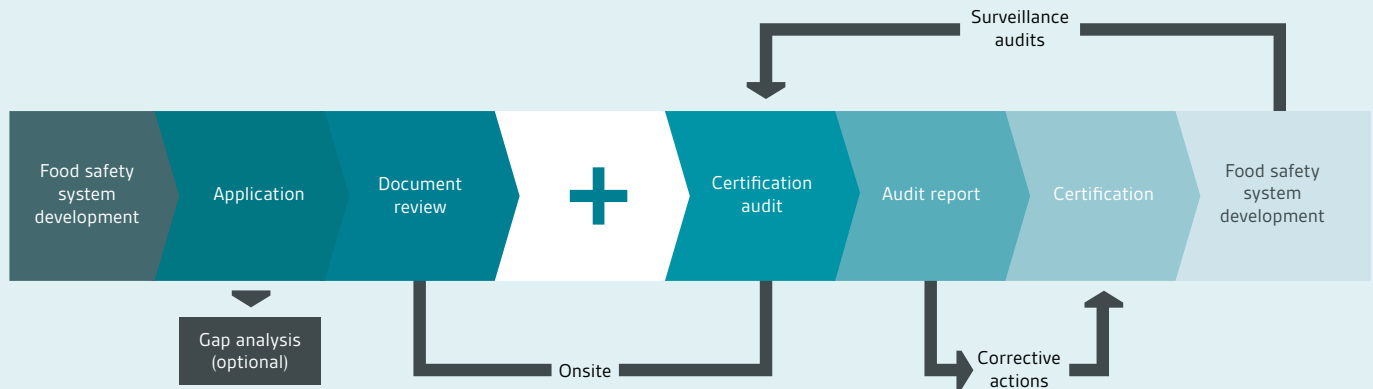 Surveillance
audits
Food safety
system
development
Application
Document
review
+
Certification
audit
Audit report
Certification
Food safety
system
development
Gap analysis
(optional)
Onsite
Corrective
actions